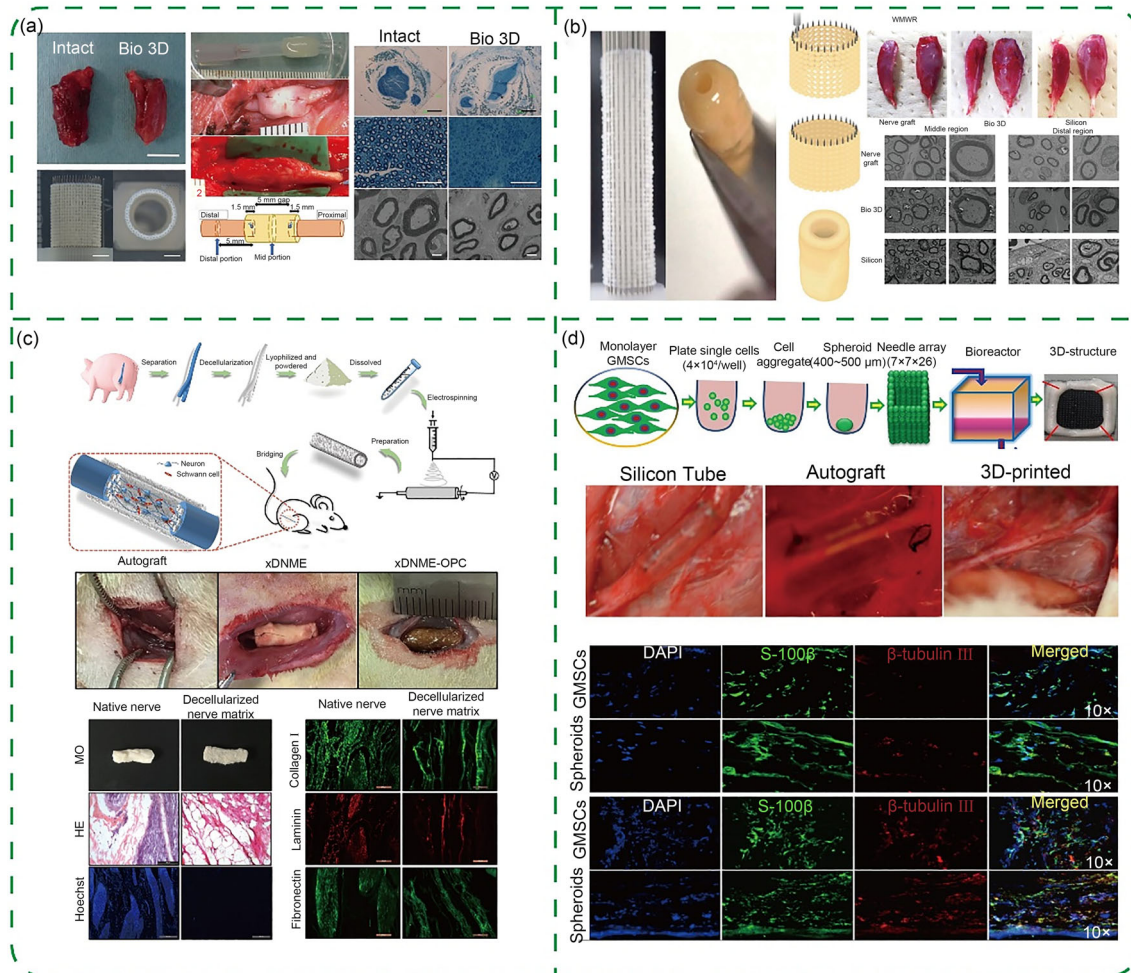 (a)
Intact
Bio 3D
Intact
Bio 3D
5 mm gap
1.5 mm
1.5 mm
Distal
Proximal
5 mm
Distal portion
Mid portion
(b)
WMWR
Nerve graft
Bio 3D
Silicon
Middle region
Distal region
Nerve graft
Bio 3D
Silicon
(c)
Separation
Decellularization
Lyophilized and powdered
Dissolved
Electrospinning
Preparation
Bridging
Neuron
Schwann cell
V
Autograft
xDNME
xDNME-OPC
mm
Native nerve
Decellularized nerve matrix
Native nerve
Decellularized nerve matrix
MO
Collagen I
HE
Laminin
Hoechst
Fibronectin
(d)
Monolayer GMSCs
Plate single cells (4×10⁴/well)
Cell aggregate
Spheroid (400~500 μm)
Needle array (7×7×26)
Bioreactor
3D-structure
Silicon Tube
Autograft
3D-printed
GMSCs
DAPI
S-100β
β-tubulin III
Merged
10×
Spheroids
10×
GMSCs
DAPI
S-100β
β-tubulin III
Merged
10×
Spheroids
10×